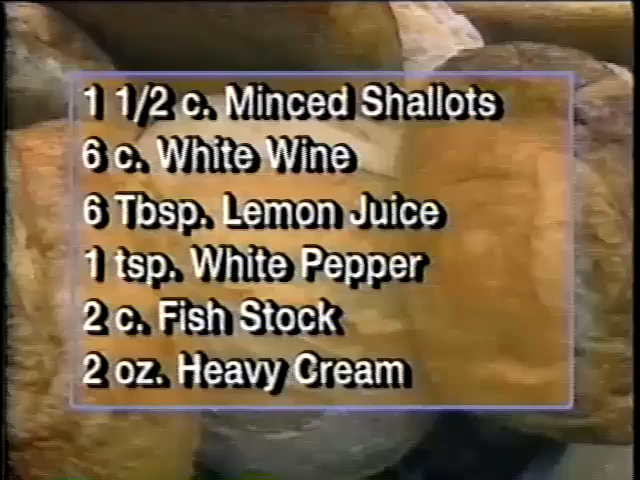 1 1/2 c. Minced Shallots
6 c. White Wine
6 Tbsp. Lemon Juice
1 tsp. White Pepper
2 c. Fish Stock
2 oz. Heavy Cream